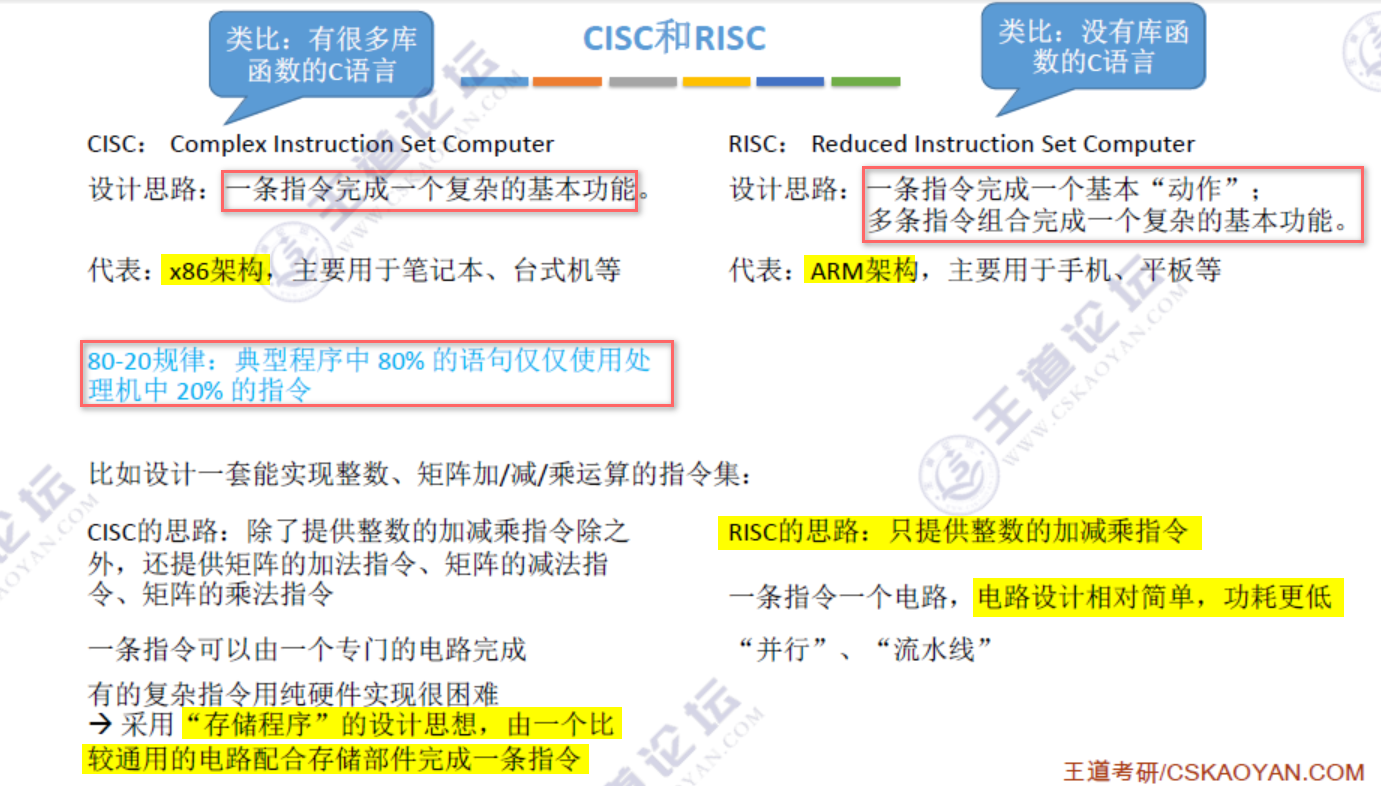 类比：有很多库
函数的C语言
CISC和RISC
类比：没有库函
数的C语言
CISC： Complex Instruction Set Computer
设计思路：一条指令完成一个复杂的基本功能。
代表：x86架构，主要用于笔记本、台式机等
RISC： Reduced Instruction Set Computer
设计思路：一条指令完成一个基本“动作”；
多条指令组合完成一个复杂的基本功能。
代表：ARM架构，主要用于手机、平板等
80-20规律：典型程序中 80% 的语句仅仅使用处
理机中 20% 的指令
比如设计一套能实现整数、矩阵加/减/乘运算的指令集：
CISC的思路：除了提供整数的加减乘指令除之
外，还提供矩阵的加法指令、矩阵的减法指
令、矩阵的乘法指令
一条指令可以由一个专门的电路完成
有的复杂指令用纯硬件实现很困难
→ 采用“存储程序”的设计思想，由一个比
较通用的电路配合存储部件完成一条指令
RISC的思路：只提供整数的加减乘指令
一条指令一个电路，电路设计相对简单，功耗更低
“并行”、“流水线”
王道论坛
WWW.CSKAOYAN.COM
王道论坛
WWW.CSKAOYAN.COM
王道考研/CSKAOYAN.COM